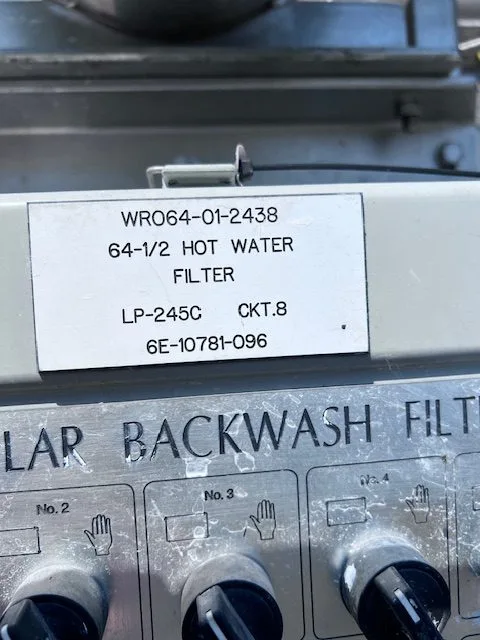 WRO64-01-2438
64-1/2 HOT WATER
FILTER
LP-245C CKT.8
6E-10781-096
LAR BACKWASH FILT
No. 2 No. 3 No. 4